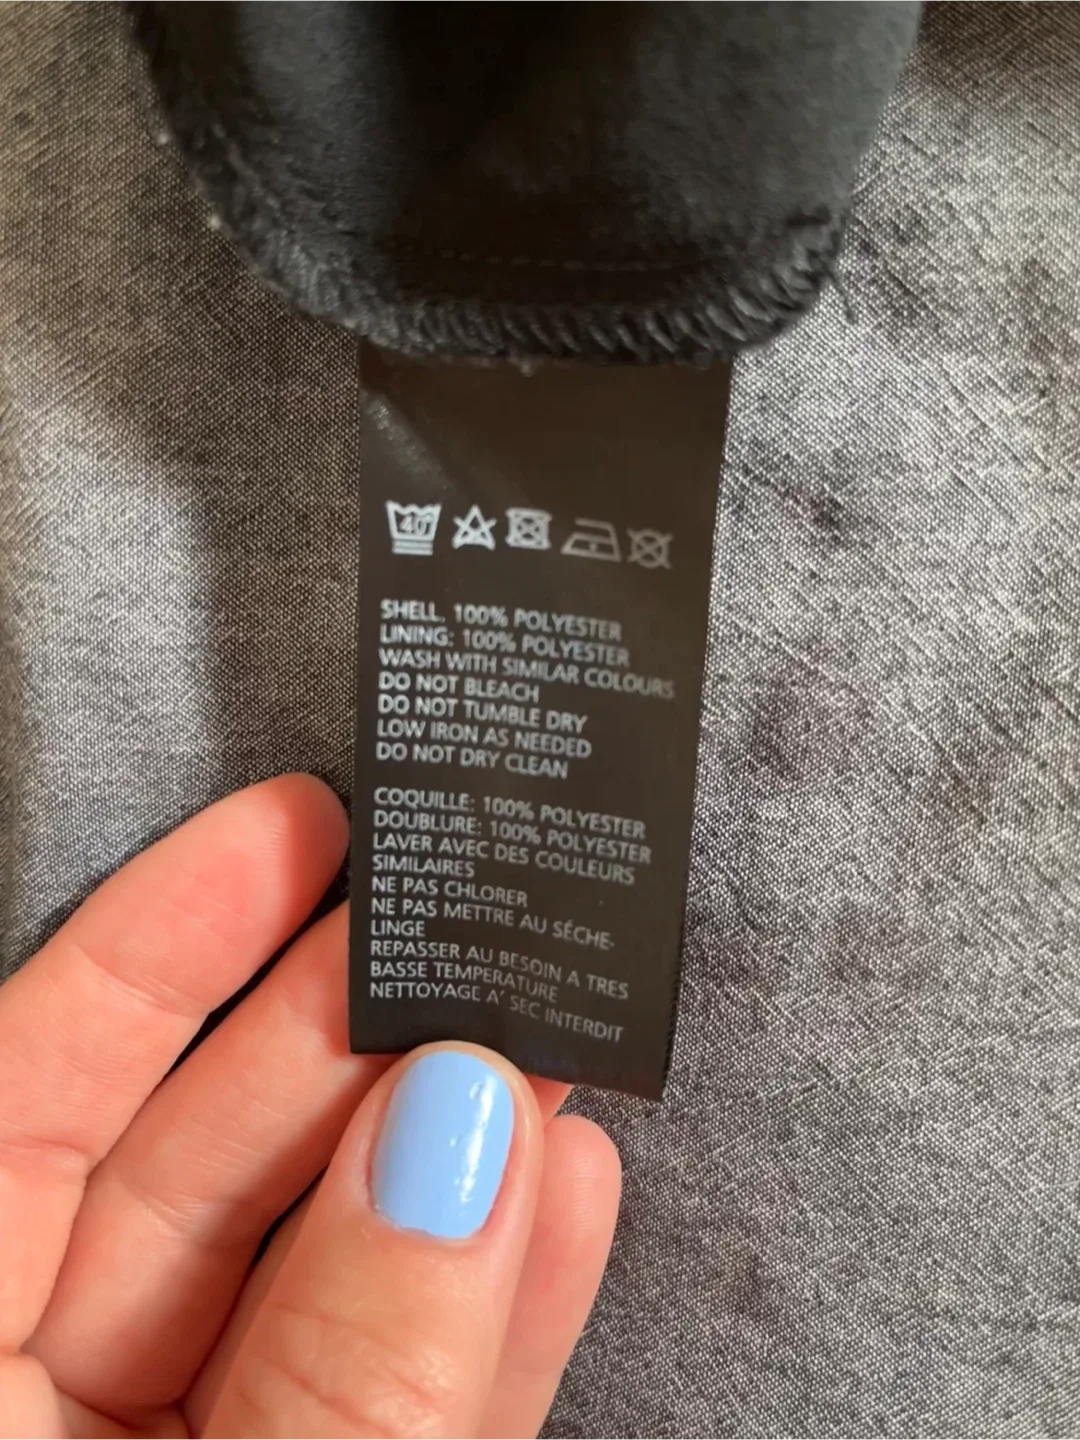 40
SHELL. 100% POLYESTER
LINING: 100% POLYESTER
WASH WITH SIMILAR COLOURS
DO NOT BLEACH
DO NOT TUMBLE DRY
LOW IRON AS NEEDED
DO NOT DRY CLEAN
COQUILLE: 100% POLYESTER
DOUBLURE: 100% POLYESTER
LAVER AVEC DES COULEURS
SIMILAIRES
NE PAS CHLORER
NE PAS METTRE AU SÉCHE-
LINGE
REPASSER AU BESOIN A TRES
BASSE TEMPERATURE
NETTOYAGE A' SEC INTERDIT